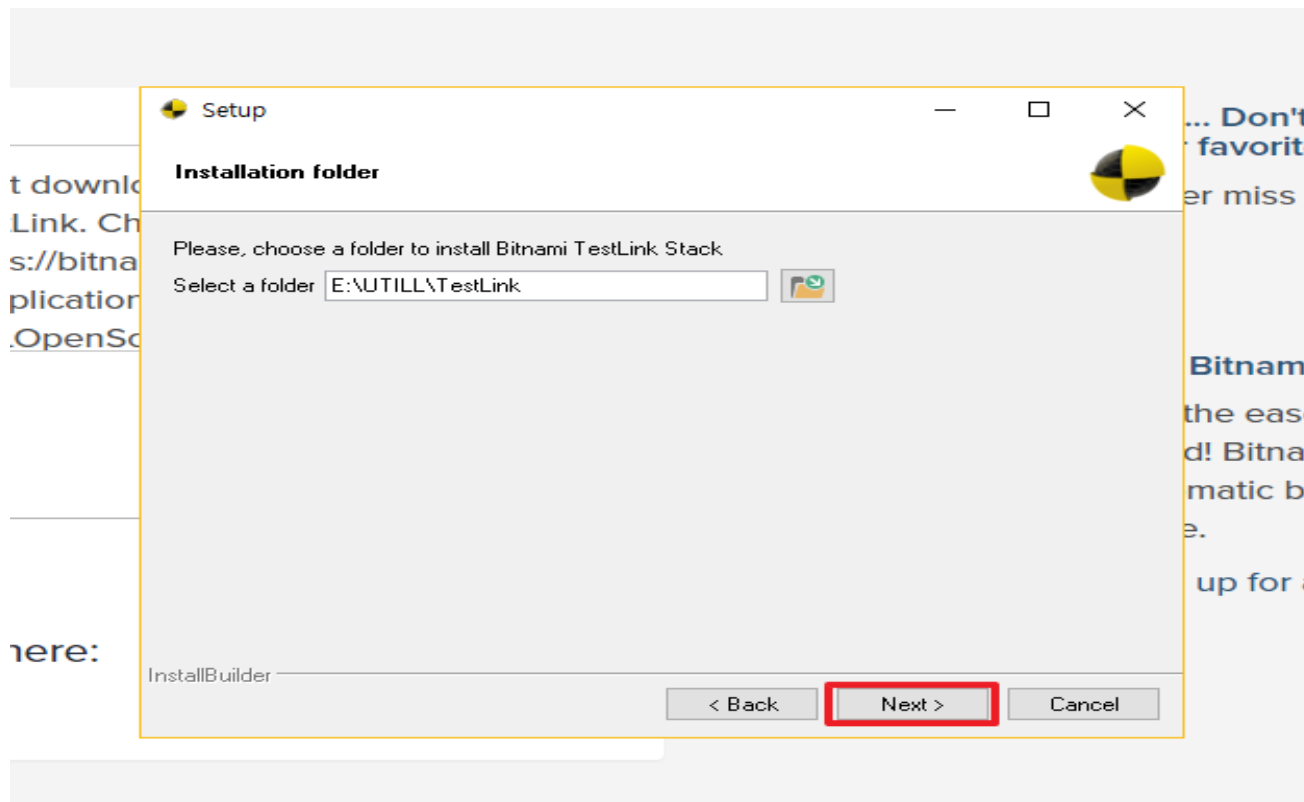 Setup
Installation folder
Please, choose a folder to install Bitnami TestLink Stack
Select a folder E:\UTILL\TestLink
InstallBuilder
< Back Next > Cancel
t downlo
Link. Ch
s://bitna
plication
.OpenSo
here:
... Don't
favorit
er miss
Bitnam
the eas
d! Bitna
matic b
e.
up for